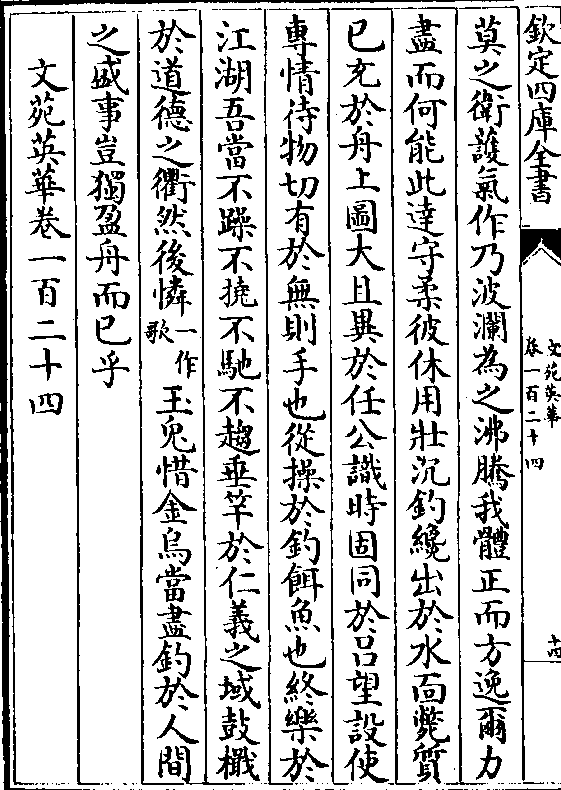 欽定四庫全書
文苑英華
卷一百二十四
十四
莫之衛護氣作乃波瀾為之沸騰我體正而方逸爾力
盡而何能此達守柔彼休用壯沉釣纔出於水面斃質
已充於舟上圖大且異於任公識時固同於呂望設使
專情待物切有於無則手也從操於釣餌魚也終樂於
江湖吾當不躁不撓不馳不趨垂竿於仁義之域鼓檝
於道德之衢然後憐一作歌玉兎惜金烏當盡釣於人間
之盛事豈獨盈舟而已乎
文苑英華卷一百二十四